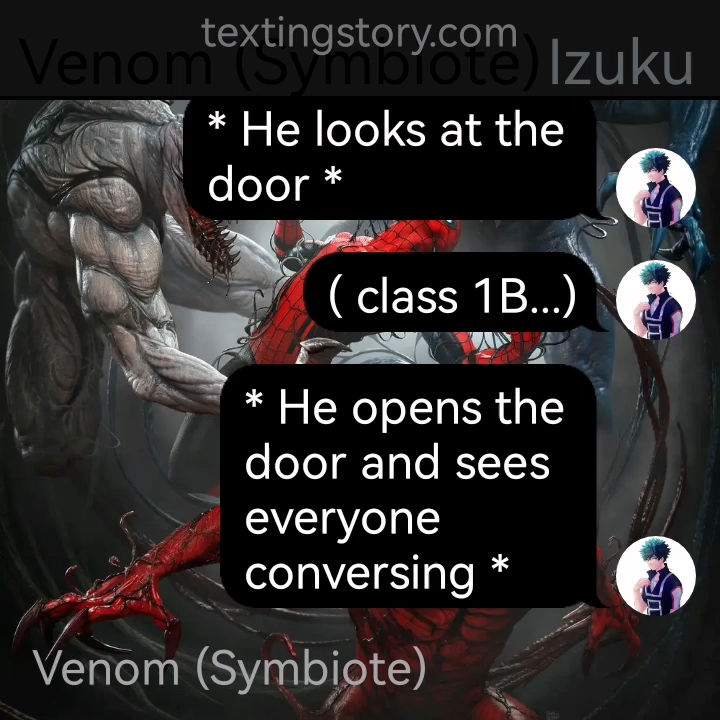 textingstory.com
Venom (Symbiote) Izuku
* He looks at the
door *
( class 1B...)
* He opens the
door and sees
everyone
conversing *
Venom (Symbiote)